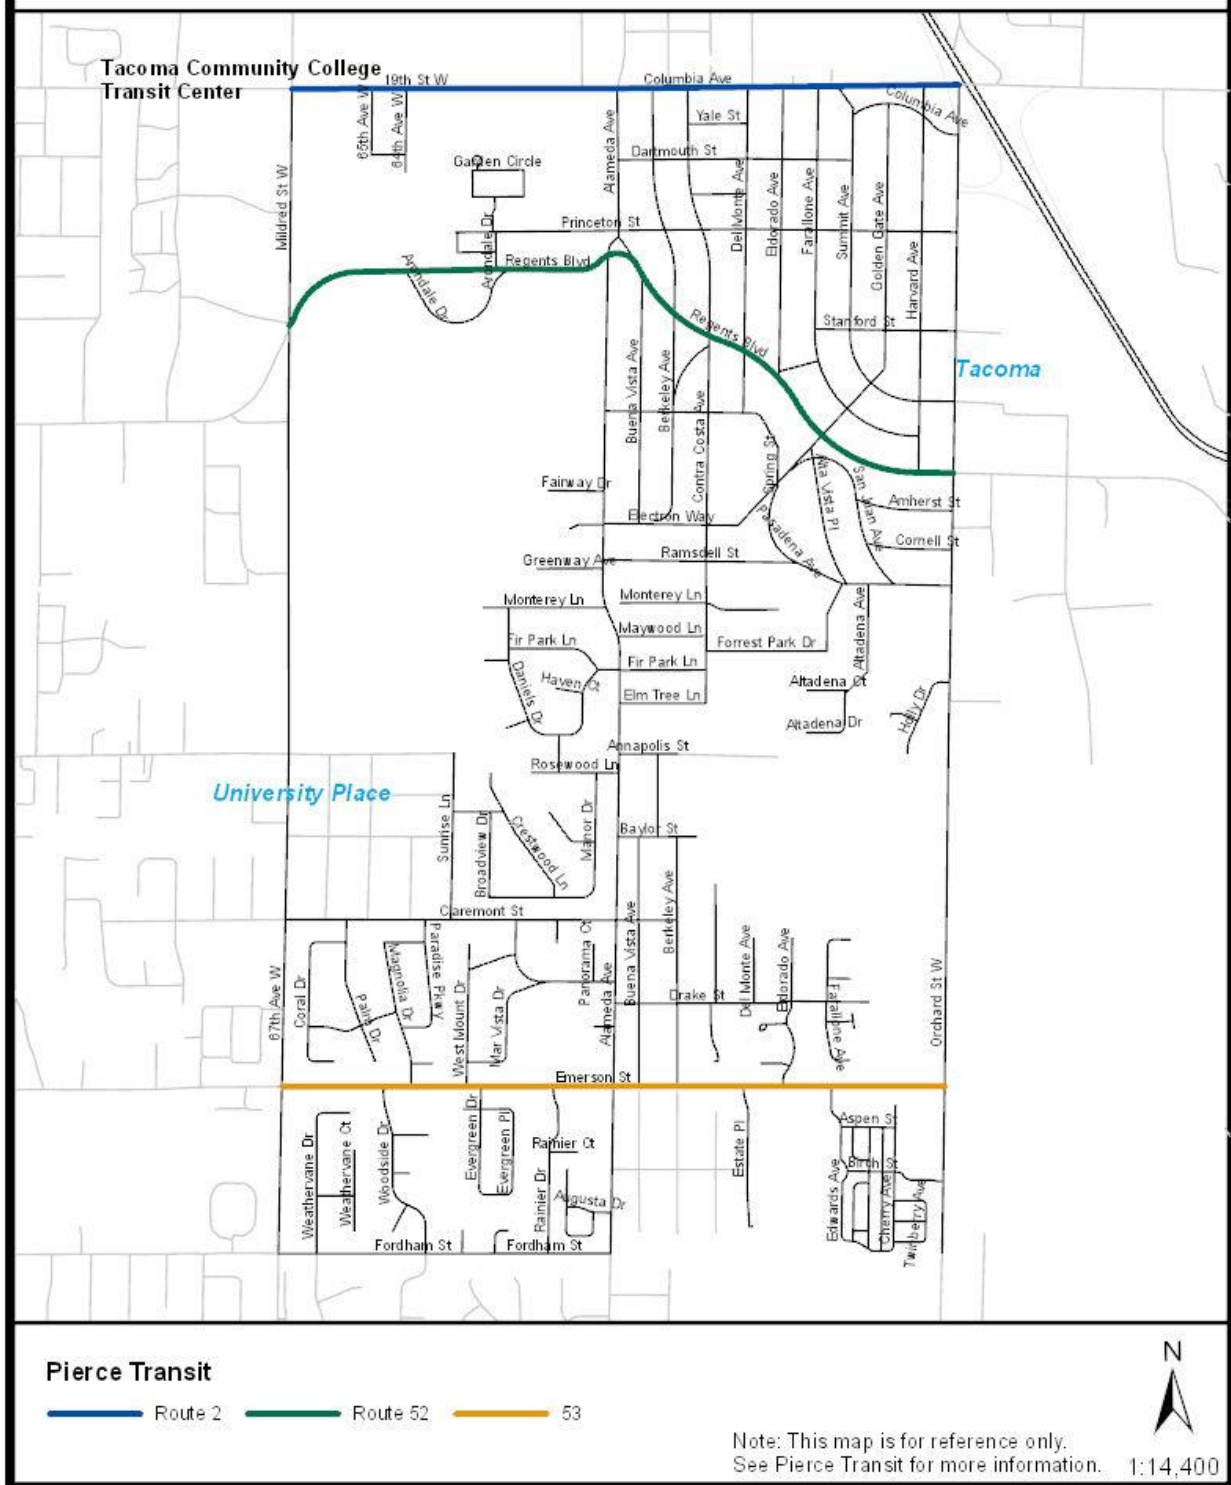 Tacoma Community College
Transit Center
19th St W
Columbia Ave
Columbia Ave
65th Ave W
64th Ave W
Alameda Ave
Yale St
Dartmouth St
Garden Circle
Mildred St W
Del Monte Ave
Eldorado Ave
Farallone Ave
Summit Ave
Golden Gate Ave
Harvard Ave
Princeton St
Arondale Dr
Regents Blvd
Arondale Dr
Regents Blvd
Stanford St
Tacoma
Buena Vista Ave
Berkeley Ave
Contra Costa Ave
Spring St
Alta Vista Pl
San Juan Ave
Fairway Dr
Amherst St
Electron Way
Pasadena Ave
Cornell St
Greenway Ave
Ramsdell St
Monterey Ln
Monterey Ln
Maywood Ln
Altadena Ave
Fir Park Ln
Forrest Park Dr
Fir Park Ln
Daniels Dr
Haven Ct
Elm Tree Ln
Altadena Ct
Holly Dr
Altadena Dr
Annapolis St
Rosewood Ln
University Place
Sunrise Ln
Broadview Dr
Crestwood Ln
Manor Dr
Baylor St
Claremont St
Berkeley Ave
Buena Vista Ave
Panorama Ct
Paradise Pkwy
Magnolia Dr
Palms Dr
Coral Dr
67th Ave W
West Mount Dr
Mar Vista Dr
Alameda Ave
Drake St
Del Monte Ave
Eldorado Ave
Farallone Ave
Orchard St W
Emerson St
Weathervane Dr
Weathervane Ct
Woodside Dr
Evergreen Dr
Evergreen Pl
Rainier Ct
Rainier Dr
Augusta Dr
Estate Pl
Aspen St
Birch St
Edwards Ave
Cherry Ave
Twinberry Ave
Fordham St
Fordham St
Pierce Transit
Route 2
Route 52
53
N
Note: This map is for reference only.
See Pierce Transit for more information.
1:14,400